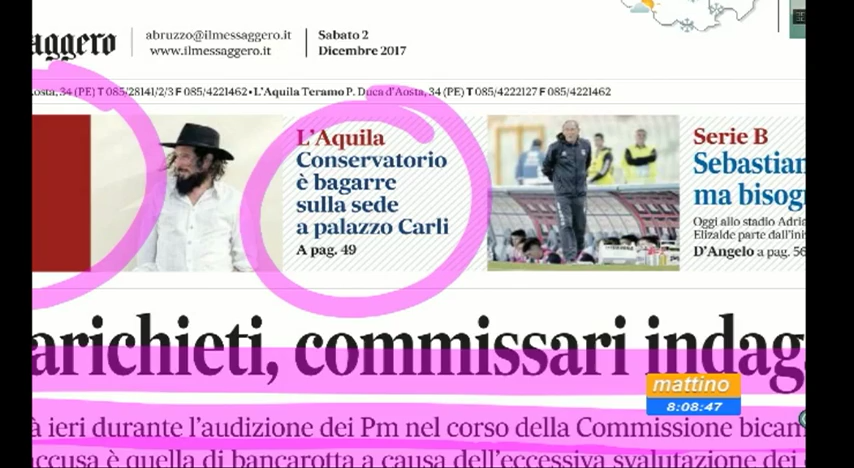 aggero
abruzzo@ilmessaggero.it
www.ilmessaggero.it
Sabato 2
Dicembre 2017
osta, 34 (PE) T 085/28141/2/3 F 085/4221462 • L'Aquila Teramo P. Duca d'Aosta, 34 (PE) T 085/4222127 F 085/4221462
L'Aquila
Conservatorio
è bagarre
sulla sede
a palazzo Carli
A pag. 49
Serie B
Sebastian
ma bisog
Oggi allo stadio Adria
Elizalde parte dall'ini
D'Angelo a pag. 56
arichieti, commissari indag
mattino
8:08:47
à ieri durante l'audizione dei Pm nel corso della Commissione bicam
accusa è quella di bancarotta a causa dell'eccessiva svalutazione dei